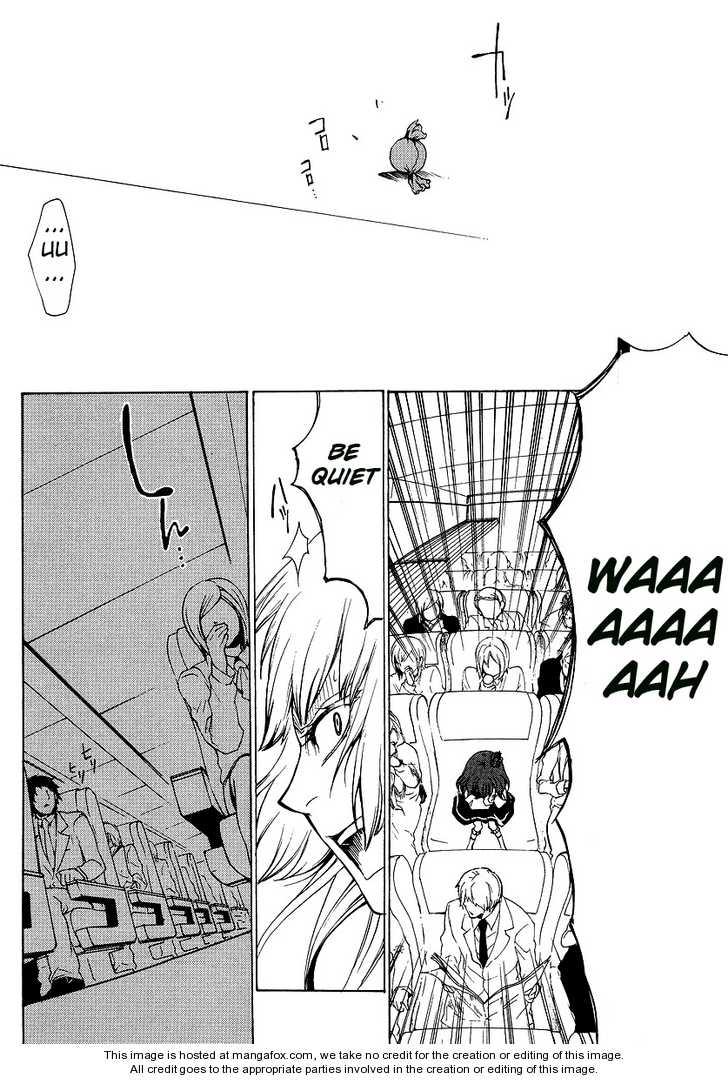 カッ
コロ
コロ…
...
UU
...
WAAA
AAAA
AAH
BE
QUIET
し
ん
…
ヒソ
ヒソ
This image is hosted at mangafox.com, we take no credit for the creation or editing of this image.
All credit goes to the appropriate parties involved in the creation or editing of this image.